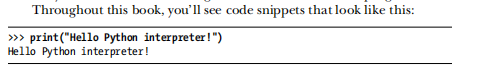 Throughout this book, you’ll see code snippets that look like this:
>>> print("Hello Python interpreter!")
Hello Python interpreter!